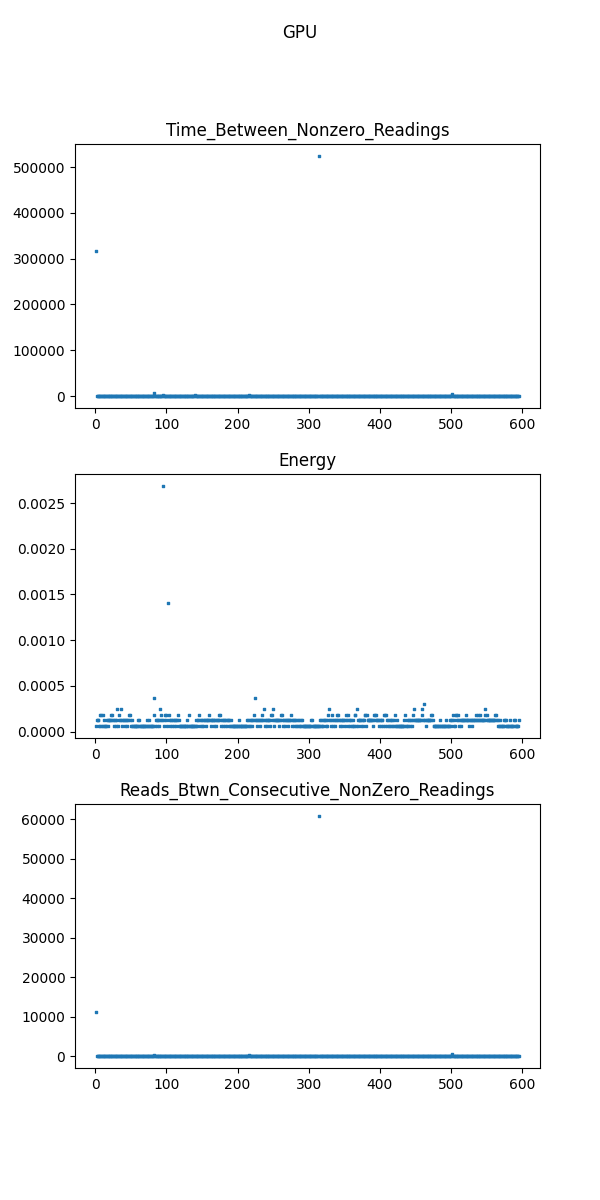 GPU
Time_Between_Nonzero_Readings
500000
400000
300000
200000
100000
0
0 100 200 300 400 500 600
Energy
0.0025
0.0020
0.0015
0.0010
0.0005
0.0000
0 100 200 300 400 500 600
Reads_Btwn_Consecutive_NonZero_Readings
60000
50000
40000
30000
20000
10000
0
0 100 200 300 400 500 600